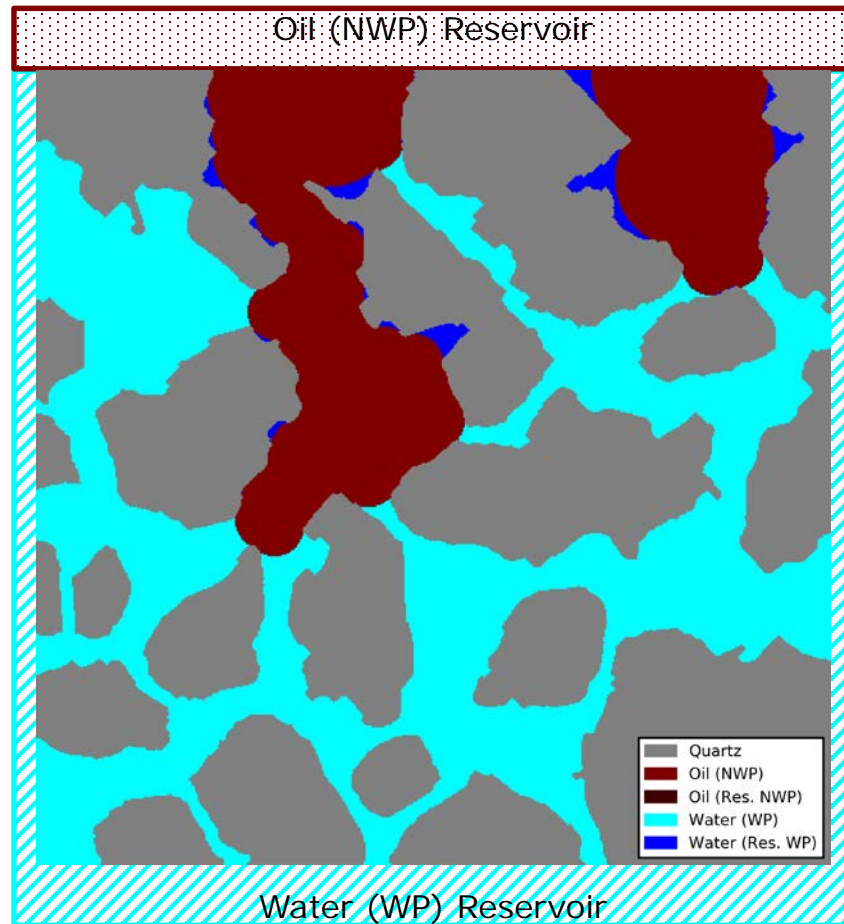 Oil (NWP) Reservoir
Quartz
Oil (NWP)
Oil (Res. NWP)
Water (WP)
Water (Res. WP)
Water (WP) Reservoir